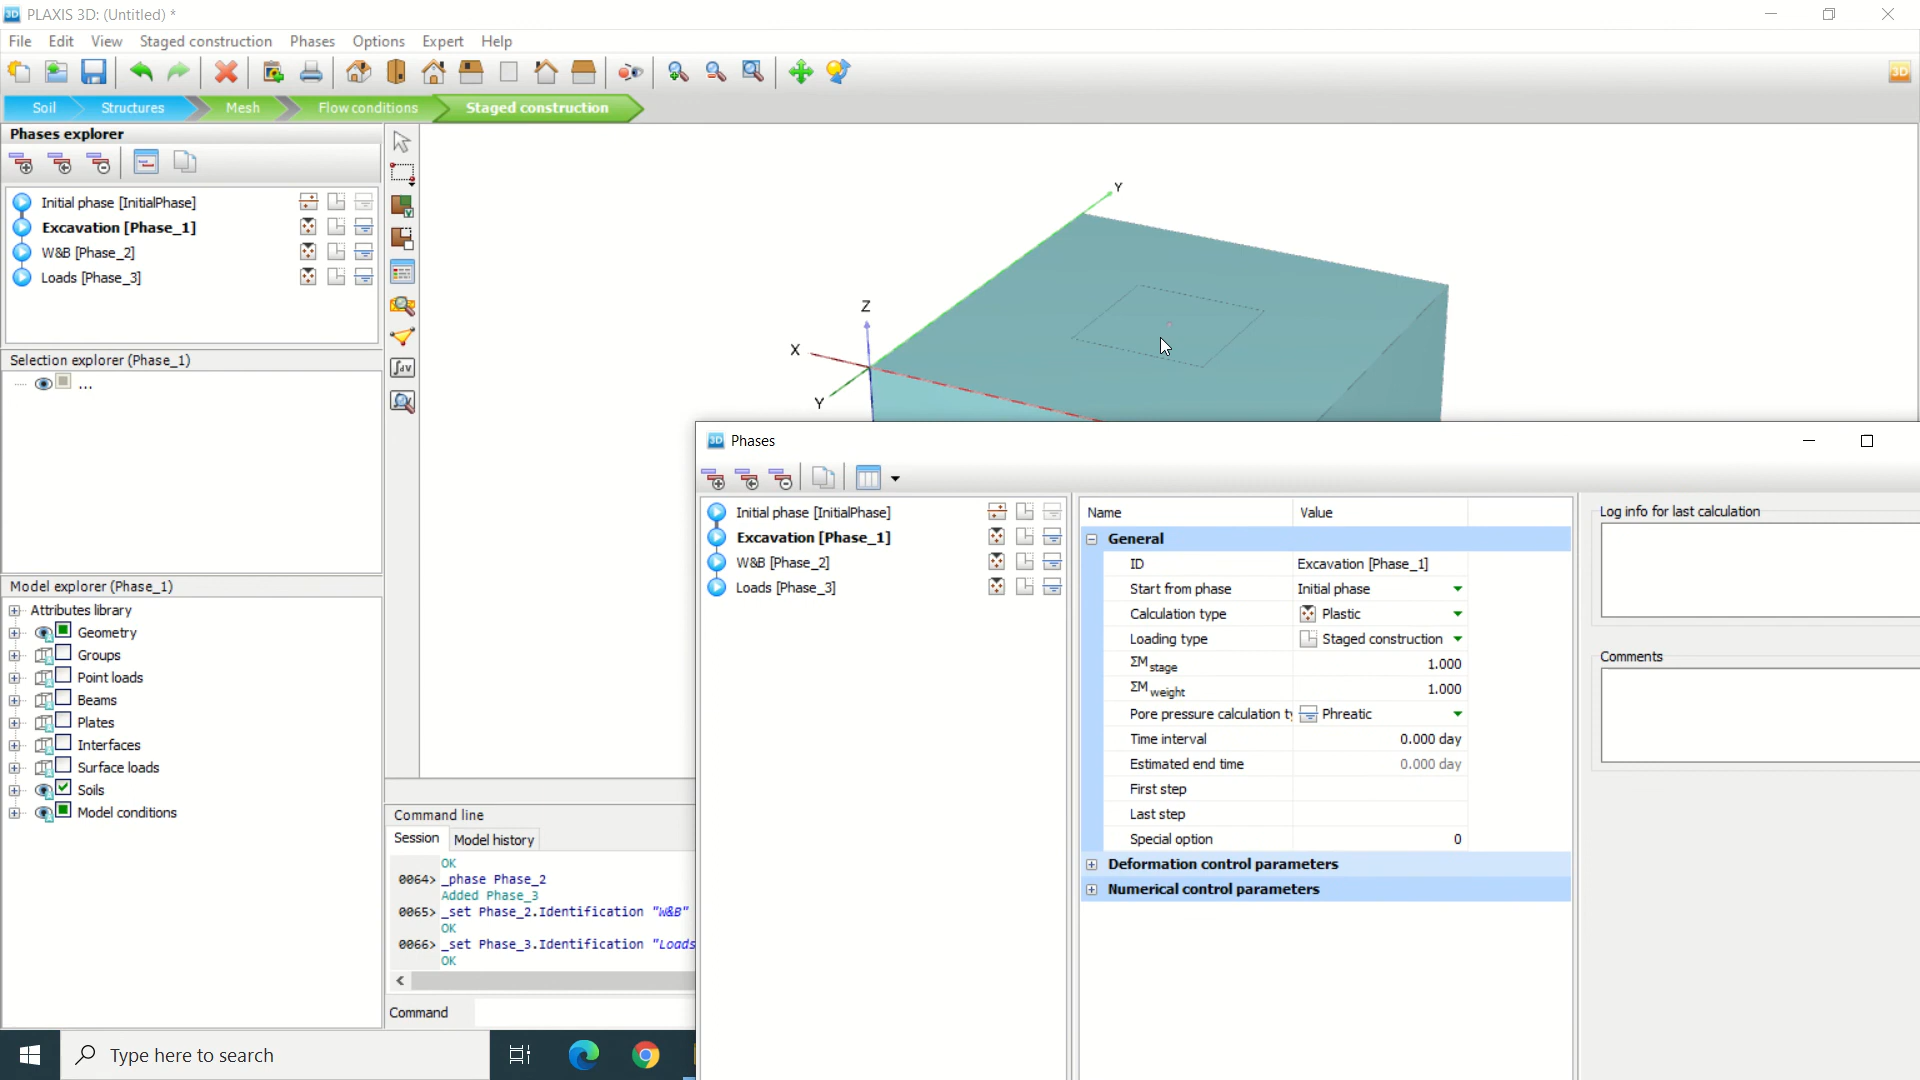 PLAXIS 3D: (Untitled) *
File Edit View Staged construction Phases Options Expert Help
3D
Soil Structures Mesh Flow conditions Staged construction
Phases explorer
Initial phase [InitialPhase]
Excavation [Phase_1]
W&B [Phase_2]
Loads [Phase_3]
Selection explorer (Phase_1)
...
Model explorer (Phase_1)
Attributes library
Geometry
Groups
Point loads
Beams
Plates
Interfaces
Surface loads
Soils
Model conditions
Y
Z
X
Y
Command line
Session Model history
OK
0064> _phase Phase_2
Added Phase_3
0065> _set Phase_2.Identification "W&B"
OK
0066> _set Phase_3.Identification "Loads
OK
Command
3D Phases
Initial phase [InitialPhase]
Excavation [Phase_1]
W&B [Phase_2]
Loads [Phase_3]
Name Value
General
ID Excavation [Phase_1]
Start from phase Initial phase
Calculation type Plastic
Loading type Staged construction
ΣM stage 1.000
ΣM weight 1.000
Pore pressure calculation ty Phreatic
Time interval 0.000 day
Estimated end time 0.000 day
First step
Last step
Special option 0
Deformation control parameters
Numerical control parameters
Log info for last calculation
Comments
Type here to search